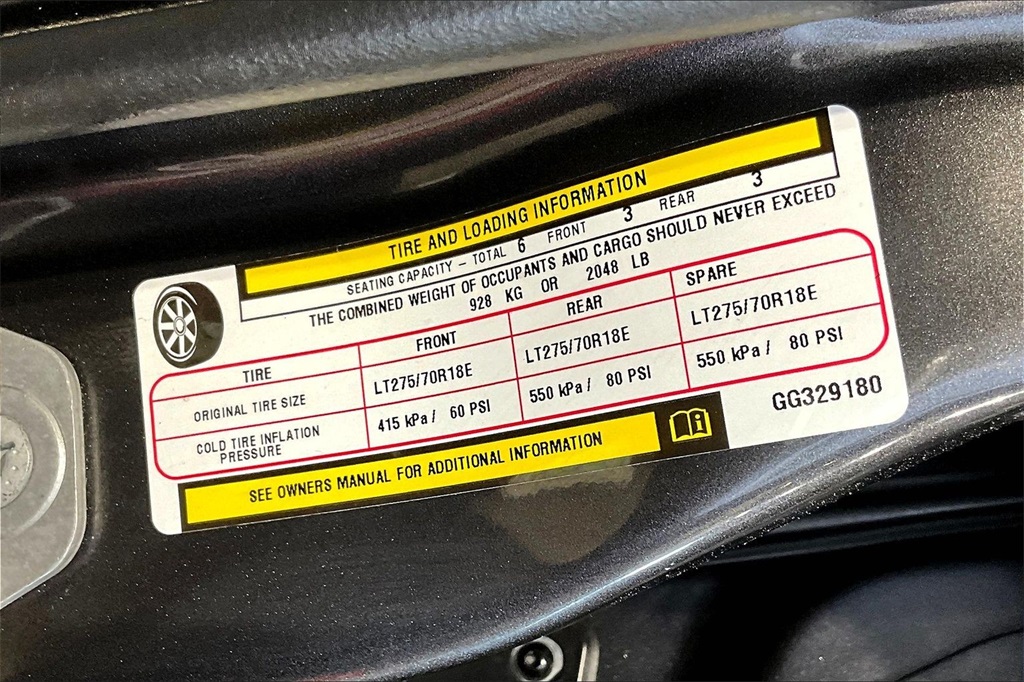 TIRE AND LOADING INFORMATION
SEATING CAPACITY – TOTAL 6 FRONT 3 REAR 3
THE COMBINED WEIGHT OF OCCUPANTS AND CARGO SHOULD NEVER EXCEED
928 KG OR 2048 LB
TIRE FRONT REAR SPARE
ORIGINAL TIRE SIZE LT275/70R18E LT275/70R18E LT275/70R18E
COLD TIRE INFLATION PRESSURE 415 kPa / 60 PSI 550 kPa / 80 PSI 550 kPa / 80 PSI
SEE OWNERS MANUAL FOR ADDITIONAL INFORMATION
GG329180